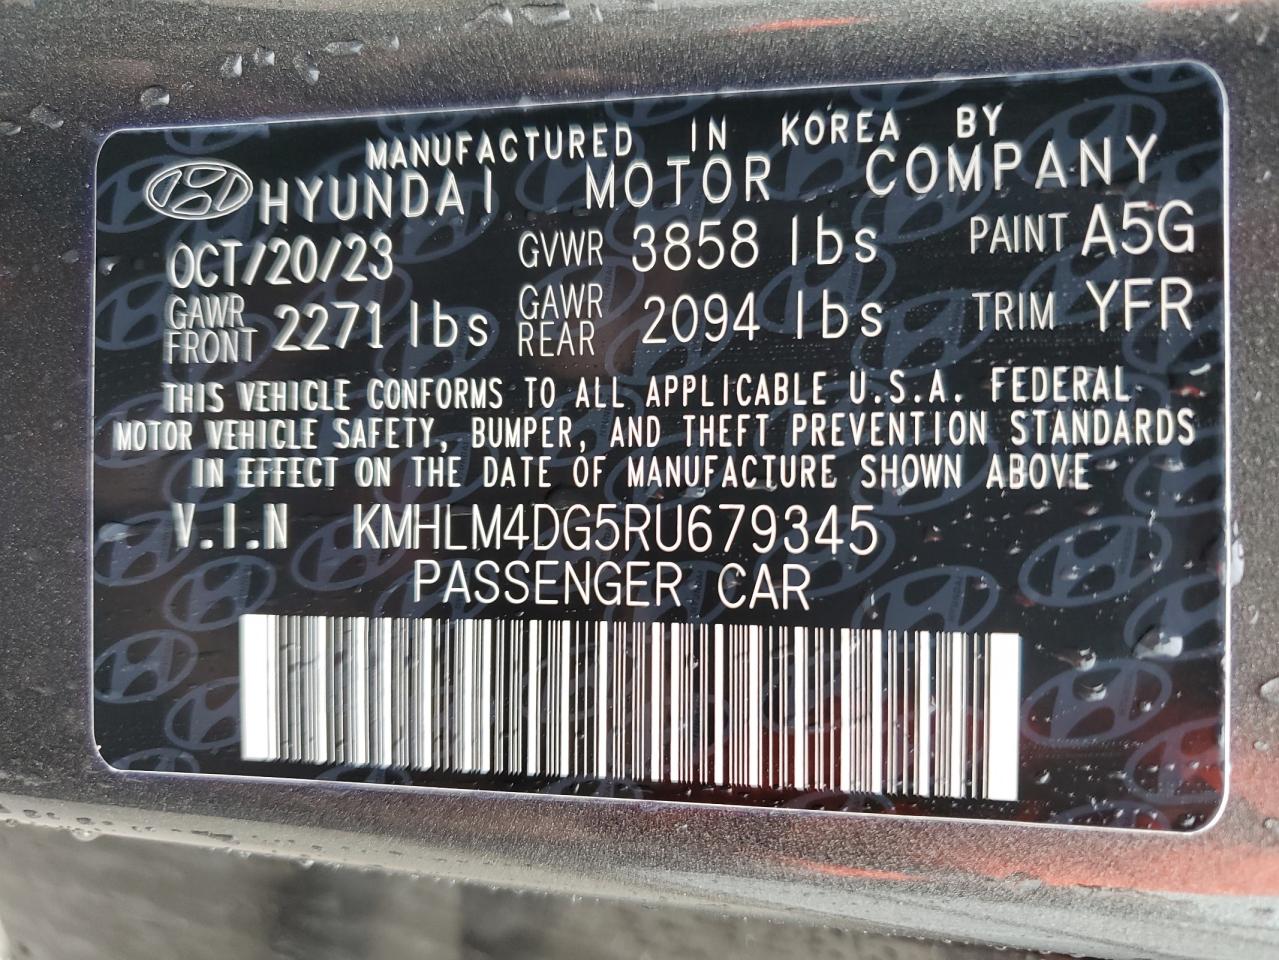 MANUFACTURED IN KOREA BY
HYUNDAI MOTOR COMPANY
OCT/20/23 GVWR 3858 lbs PAINT A5G
GAWR FRONT 2271 lbs GAWR REAR 2094 lbs TRIM YFR
THIS VEHICLE CONFORMS TO ALL APPLICABLE U.S.A. FEDERAL
MOTOR VEHICLE SAFETY, BUMPER, AND THEFT PREVENTION STANDARDS
IN EFFECT ON THE DATE OF MANUFACTURE SHOWN ABOVE
V.I.N KMHLM4DG5RU679345
PASSENGER CAR